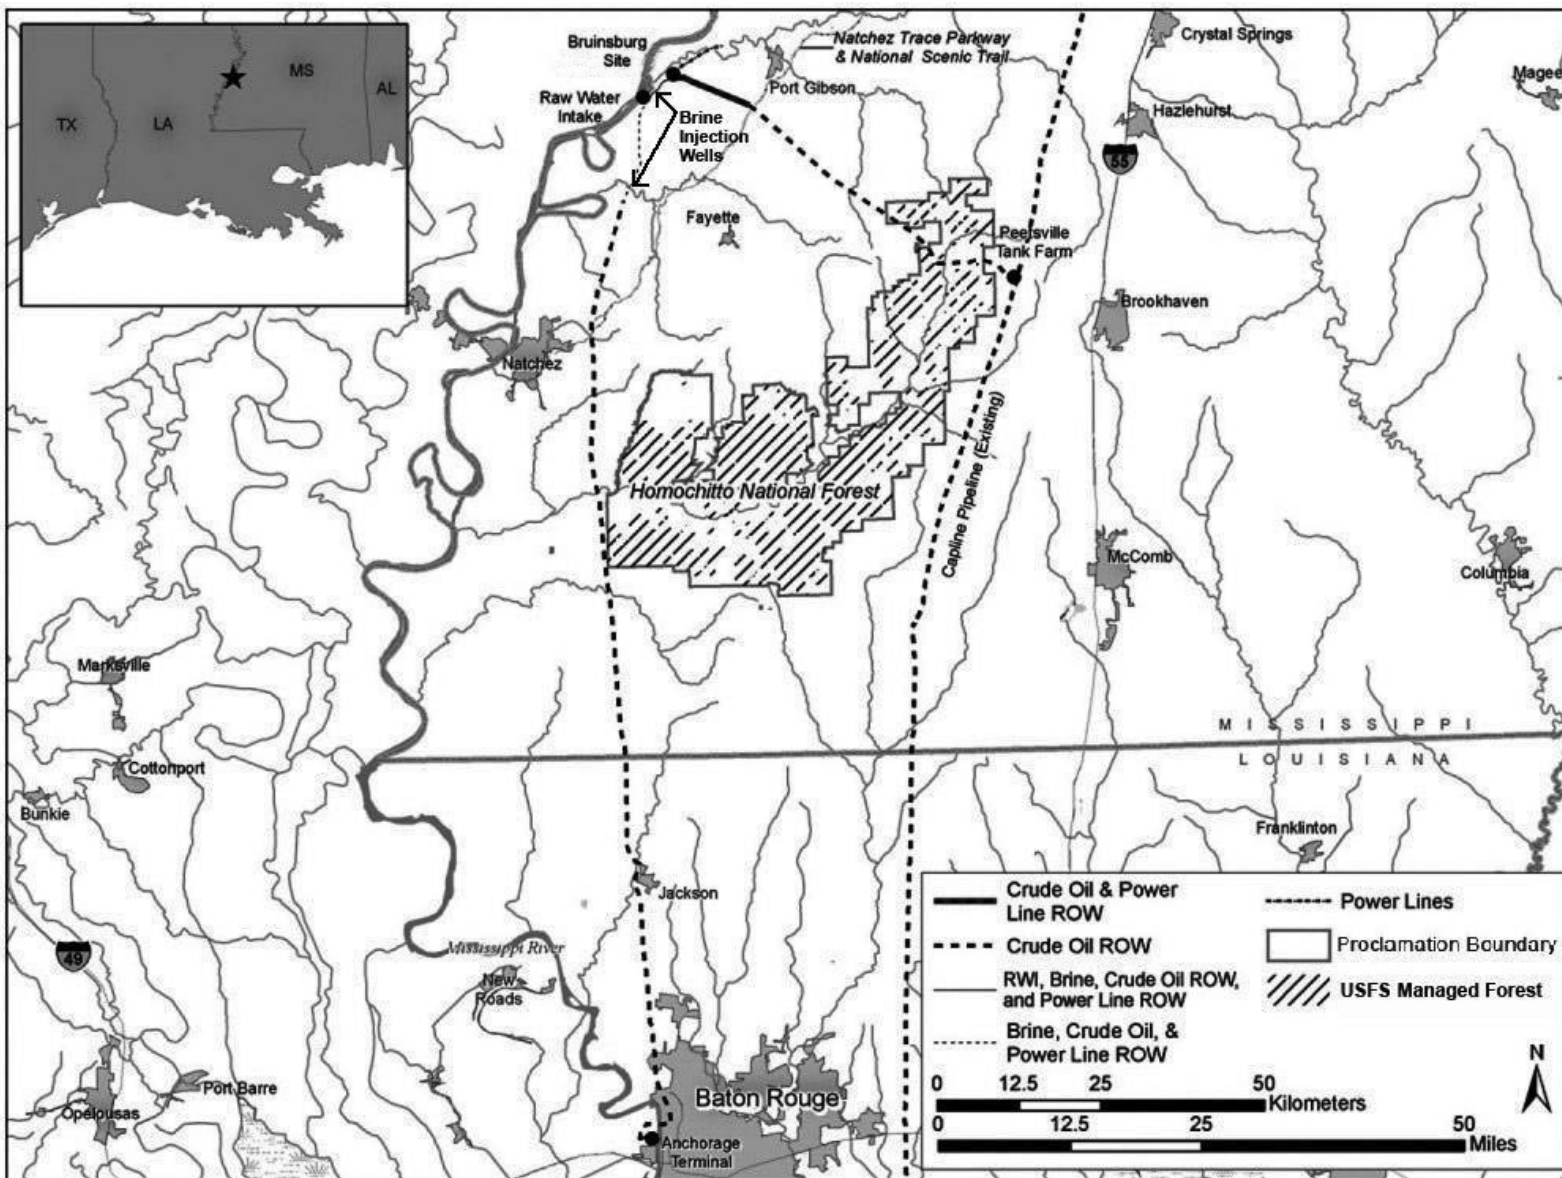 TX
LA
MS
AL
Bruinsburg
Site
Raw Water
Intake
Brine
Injection
Wells
Natchez Trace Parkway
& National Scenic Trail
Port Gibson
Crystal Springs
Magee
Hazlehurst
55
Fayette
Peetsville
Tank Farm
Brookhaven
Natchez
Homochitto National Forest
Capline Pipeline (Existing)
McComb
Columbia
Marksville
MISSISSIPPI
LOUISIANA
Cottonport
Bunkie
Franklinton
Jackson
Mississippi River
49
New
Roads
Port Barre
Opelousas
Baton Rouge
Anchorage
Terminal
Crude Oil & Power
Line ROW
Crude Oil ROW
RWI, Brine, Crude Oil ROW,
and Power Line ROW
Brine, Crude Oil, &
Power Line ROW
Power Lines
Proclamation Boundary
USFS Managed Forest
N
0 12.5 25 50
Kilometers
0 12.5 25 50
Miles